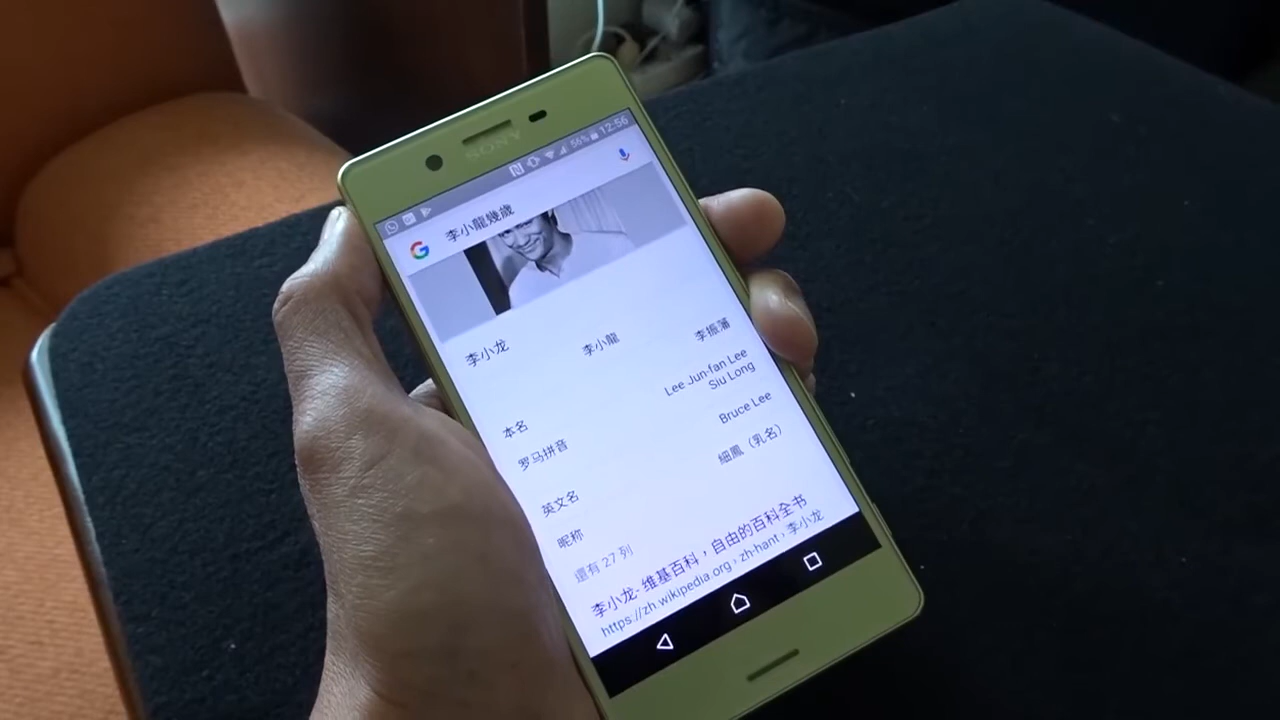 SONY
56% 12:56
李小龍幾歲
李小龙 李小龍 李振藩
本名
Lee Jun-fan Lee
Siu Long
罗马拼音
Bruce Lee
英文名
細鳳（乳名）
昵称
還有 27 列
李小龙- 维基百科，自由的百科全书
https://zh.wikipedia.org › zh-hant › 李小龙